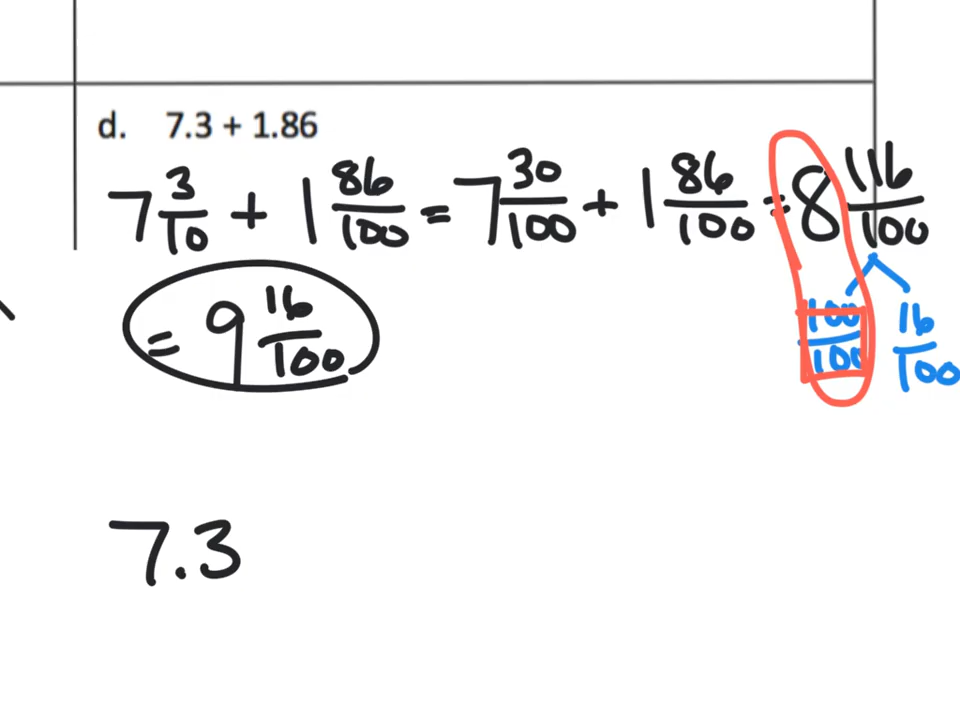 d. 7.3 + 1.86
7 3/10 + 1 86/100 = 7 30/100 + 1 86/100 = 8 116/100
100/100 16/100
= 9 16/100
7.3